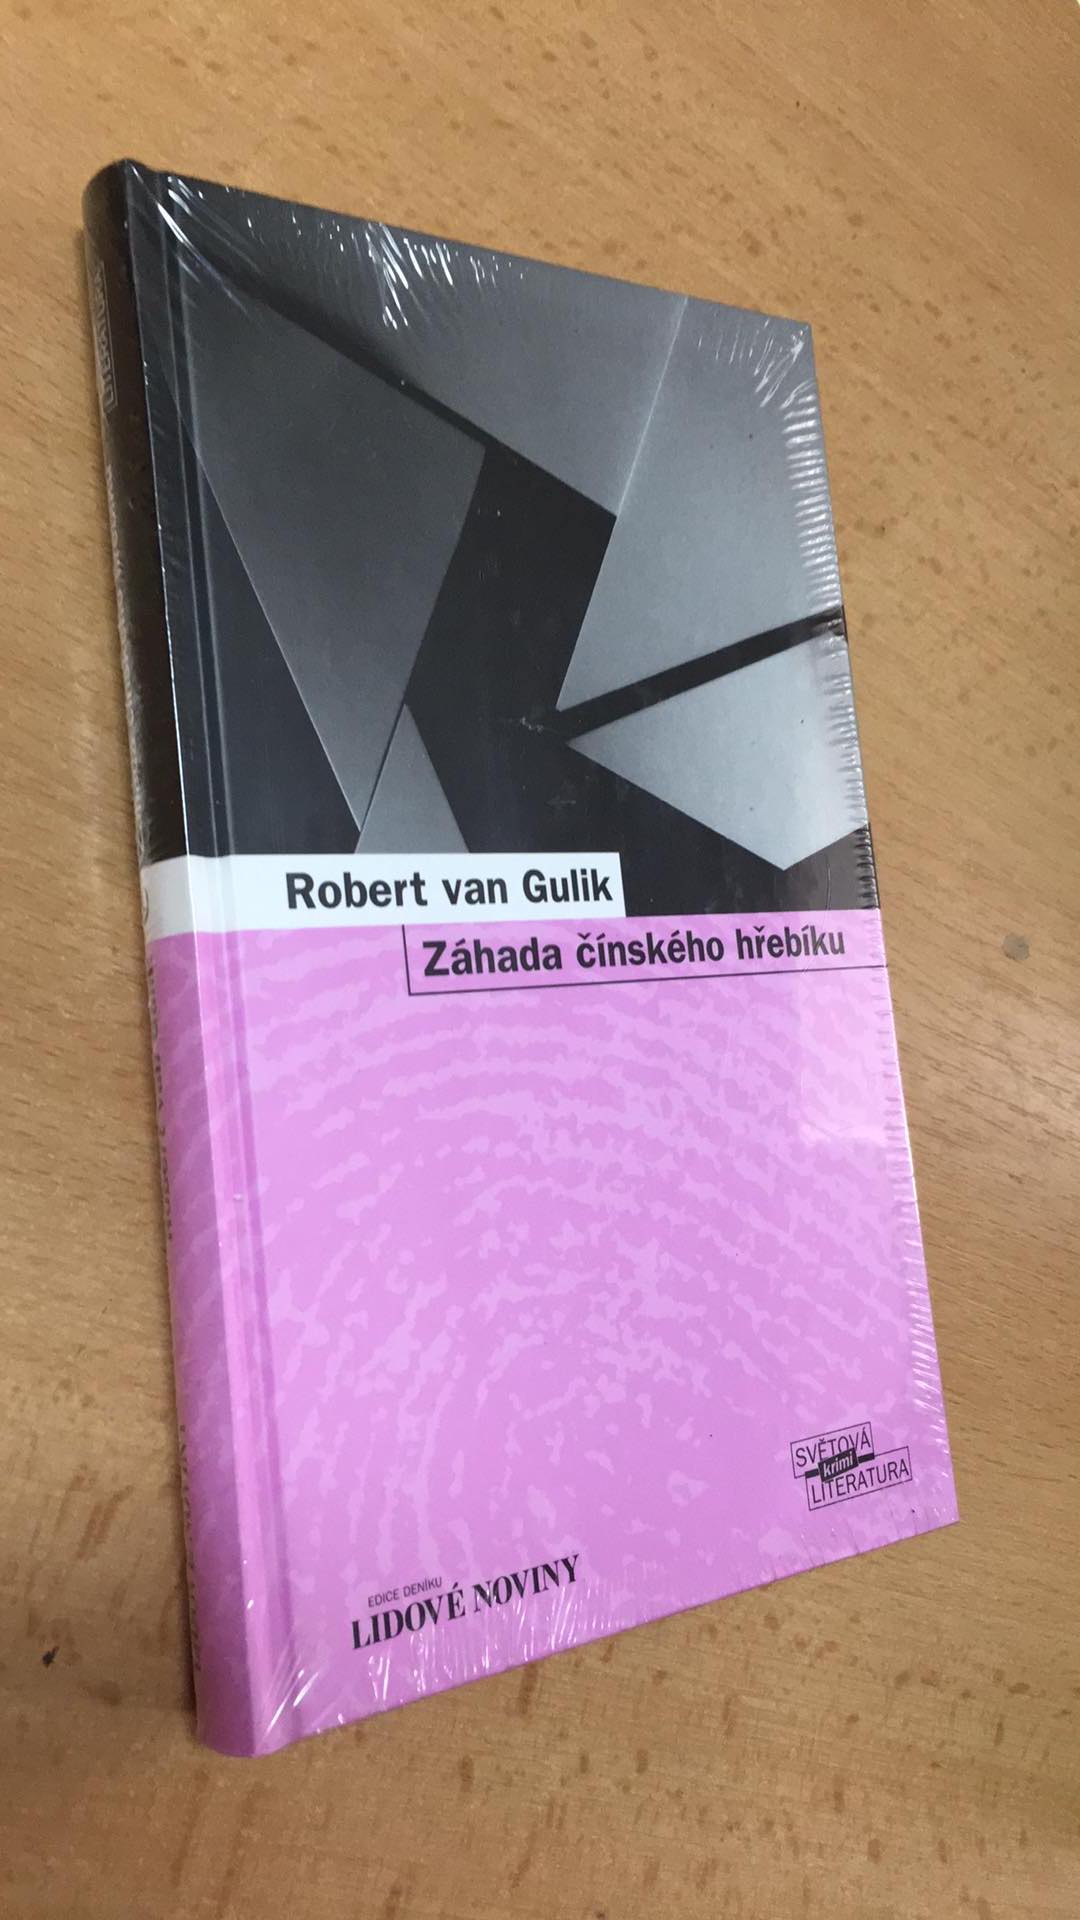 Robert van Gulik
Záhada čínského hřebíku
SVĚTOVÁ
krimi
LITERATURA
EDICE DENÍKU
LIDOVÉ NOVINY